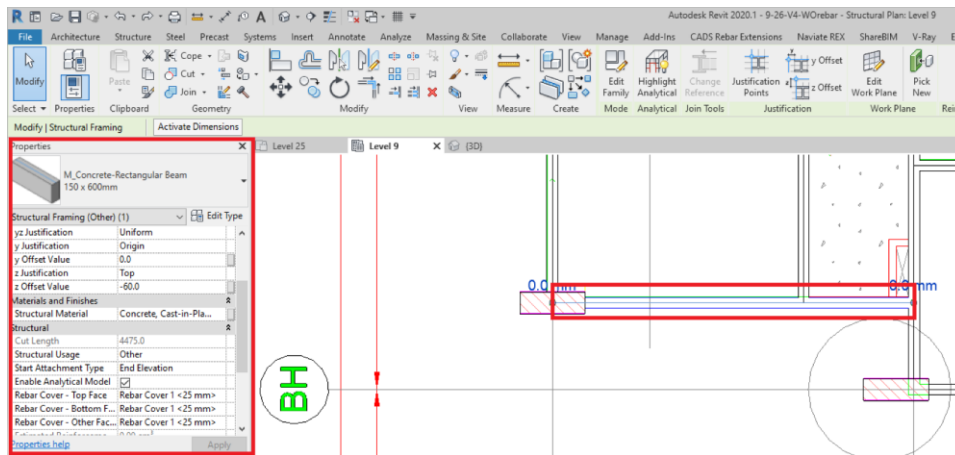 Autodesk Revit 2020.1 - 9-26-V4-WOrebar - Structural Plan: Level 9
File Architecture Structure Steel Precast Systems Insert Annotate Analyze Massing & Site Collaborate View Manage Add-Ins CADS Rebar Extensions Naviate REX ShareBIM V-Ray
Modify Paste Cope Cut Join Edit Family Highlight Analytical Change Reference Justification Points y Offset z Offset Edit Work Plane Pick New
Select Properties Clipboard Geometry Modify View Measure Create Mode Analytical Join Tools Justification Work Plane
Modify | Structural Framing Activate Dimensions
Properties X Level 25 Level 9 X {3D}
M_Concrete-Rectangular Beam
150 x 600mm
Structural Framing (Other) (1) Edit Type
yz Justification Uniform
y Justification Origin
y Offset Value 0.0
z Justification Top
z Offset Value -60.0
Materials and Finishes
Structural Material Concrete, Cast-in-Pla...
Structural
Cut Length 4475.0
Structural Usage Other
Start Attachment Type End Elevation
Enable Analytical Model
Rebar Cover - Top Face Rebar Cover 1 <25 mm>
Rebar Cover - Bottom F... Rebar Cover 1 <25 mm>
Rebar Cover - Other Fac... Rebar Cover 1 <25 mm>
Properties help Apply
0.0 mm
0.0 mm
BH